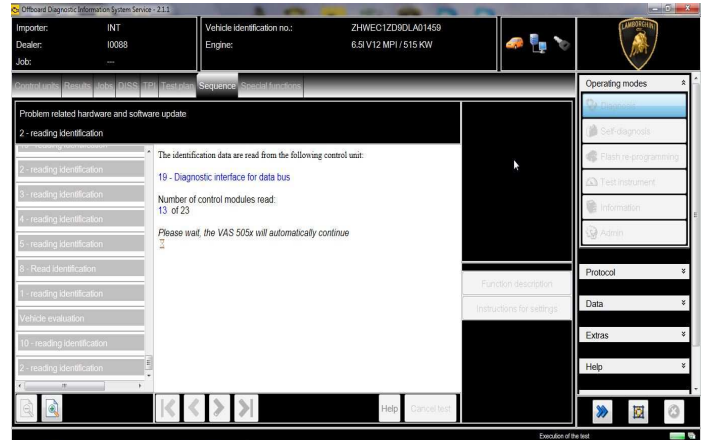 Offboard Diagnostic Information System Service - 2.1.1
Importer: INT
Dealer: I0088
Job: ---
Vehicle identification no.: ZHWEC1ZD9DLA01459
Engine: 6.5l V12 MPI / 515 KW
LAMBORGHINI
Control units Results Jobs DISS TPI Test plan Sequence Special functions
Problem related hardware and software update
2 - reading identification
2 - reading identification
3 - reading identification
4 - reading identification
5 - reading identification
8 - Read identification
1 - reading identification
Vehicle evaluation
10 - reading identification
2 - reading identification
The identification data are read from the following control unit:
19 - Diagnostic interface for data bus
Number of control modules read:
13 of 23
Please wait, the VAS 505x will automatically continue
Function description
Instructions for settings
Help
Cancel test
Operating modes
Diagnosis
Self-diagnosis
Flash re-programming
Test instrument
Information
Admin
Protocol
Data
Extras
Help
Execution of the test